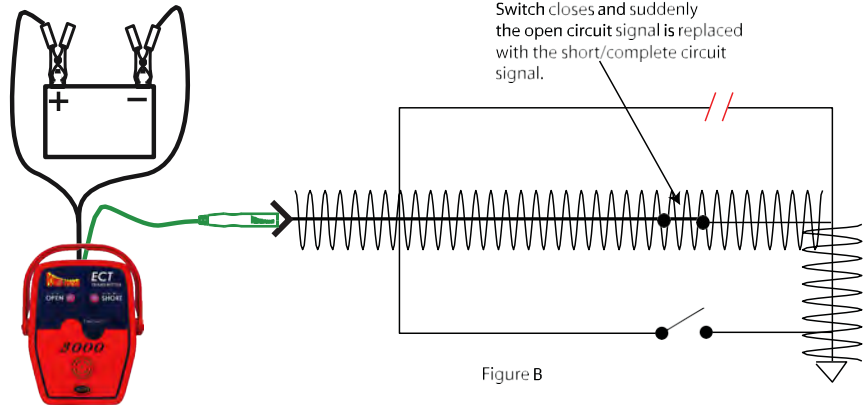 Switch closes and suddenly
the open circuit signal is replaced
with the short/complete circuit
signal.
+ −
ECT
OPEN SHORT
3000
Figure B